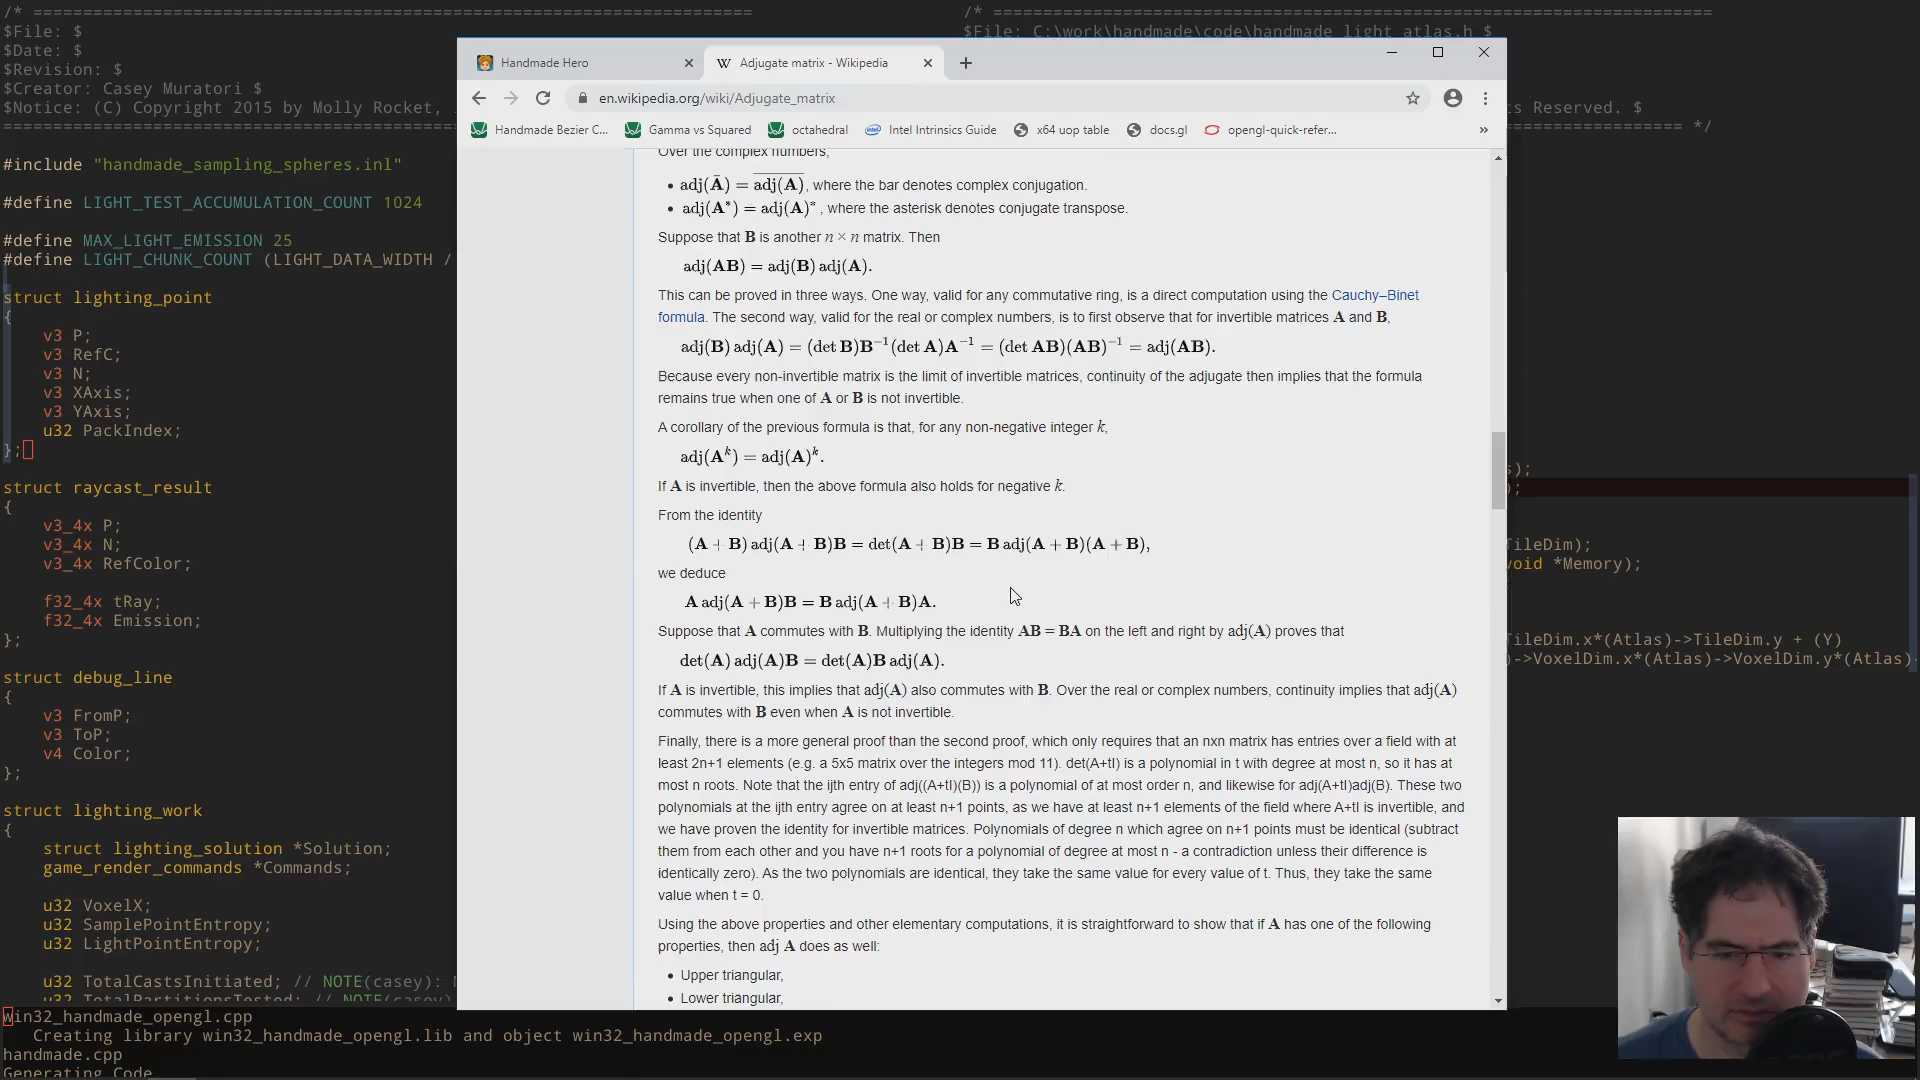 /* =========================================================================
$File: $
$Date: $
$Revision: $
$Creator: Casey Muratori $
$Notice: (C) Copyright 2015 by Molly Rocket,
#include "handmade_sampling_spheres.inl"
#define LIGHT_TEST_ACCUMULATION_COUNT 1024
#define MAX_LIGHT_EMISSION 25
#define LIGHT_CHUNK_COUNT (LIGHT_DATA_WIDTH /
struct lighting_point
{
v3 P;
v3 RefC;
v3 N;
v3 XAxis;
v3 YAxis;
u32 PackIndex;
};
struct raycast_result
{
v3_4x P;
v3_4x N;
v3_4x RefColor;
f32_4x tRay;
f32_4x Emission;
};
struct debug_line
{
v3 FromP;
v3 ToP;
v4 Color;
};
struct lighting_work
{
struct lighting_solution *Solution;
game_render_commands *Commands;
u32 VoxelX;
u32 SamplePointEntropy;
u32 LightPointEntropy;
u32 TotalCastsInitiated; // NOTE(casey):
u32 TotalPartitionsTested; // NOTE(casey)
win32_handmade_opengl.cpp
Creating library win32_handmade_opengl.lib and object win32_handmade_opengl.exp
handmade.cpp
Generating Code
/* =========================================================================
$File: C:\work\handmade\code\handmade_light_atlas.h $
s Reserved. $
================== */
s);
);
TileDim);
void *Memory);
TileDim.x*(Atlas)->TileDim.y + (Y)
)->VoxelDim.x*(Atlas)->VoxelDim.y*(Atlas)-
Handmade Hero
Adjugate matrix - Wikipedia
en.wikipedia.org/wiki/Adjugate_matrix
Handmade Bezier C...
Gamma vs Squared
octahedral
Intel Intrinsics Guide
x64 uop table
docs.gl
opengl-quick-refer...
»
Over the complex numbers,
• adj(Ā) = \overline{adj(A)}, where the bar denotes complex conjugation.
• adj(A*) = adj(A)*, where the asterisk denotes conjugate transpose.
Suppose that B is another n × n matrix. Then
adj(AB) = adj(B) adj(A).
This can be proved in three ways. One way, valid for any commutative ring, is a direct computation using the Cauchy–Binet
formula. The second way, valid for the real or complex numbers, is to first observe that for invertible matrices A and B,
adj(B) adj(A) = (det B)B⁻¹(det A)A⁻¹ = (det AB)(AB)⁻¹ = adj(AB).
Because every non-invertible matrix is the limit of invertible matrices, continuity of the adjugate then implies that the formula
remains true when one of A or B is not invertible.
A corollary of the previous formula is that, for any non-negative integer k,
adj(Aᵏ) = adj(A)ᵏ.
If A is invertible, then the above formula also holds for negative k.
From the identity
(A + B) adj(A + B)B = det(A + B)B = B adj(A + B)(A + B),
we deduce
A adj(A + B)B = B adj(A + B)A.
Suppose that A commutes with B. Multiplying the identity AB = BA on the left and right by adj(A) proves that
det(A) adj(A)B = det(A)B adj(A).
If A is invertible, this implies that adj(A) also commutes with B. Over the real or complex numbers, continuity implies that adj(A)
commutes with B even when A is not invertible.
Finally, there is a more general proof than the second proof, which only requires that an nxn matrix has entries over a field with at
least 2n+1 elements (e.g. a 5x5 matrix over the integers mod 11). det(A+tI) is a polynomial in t with degree at most n, so it has at
most n roots. Note that the ijth entry of adj((A+tI)(B)) is a polynomial of at most order n, and likewise for adj(A+tI)adj(B). These two
polynomials at the ijth entry agree on at least n+1 points, as we have at least n+1 elements of the field where A+tI is invertible, and
we have proven the identity for invertible matrices. Polynomials of degree n which agree on n+1 points must be identical (subtract
them from each other and you have n+1 roots for a polynomial of degree at most n - a contradiction unless their difference is
identically zero). As the two polynomials are identical, they take the same value for every value of t. Thus, they take the same
value when t = 0.
Using the above properties and other elementary computations, it is straightforward to show that if A has one of the following
properties, then adj A does as well:
• Upper triangular,
• Lower triangular,